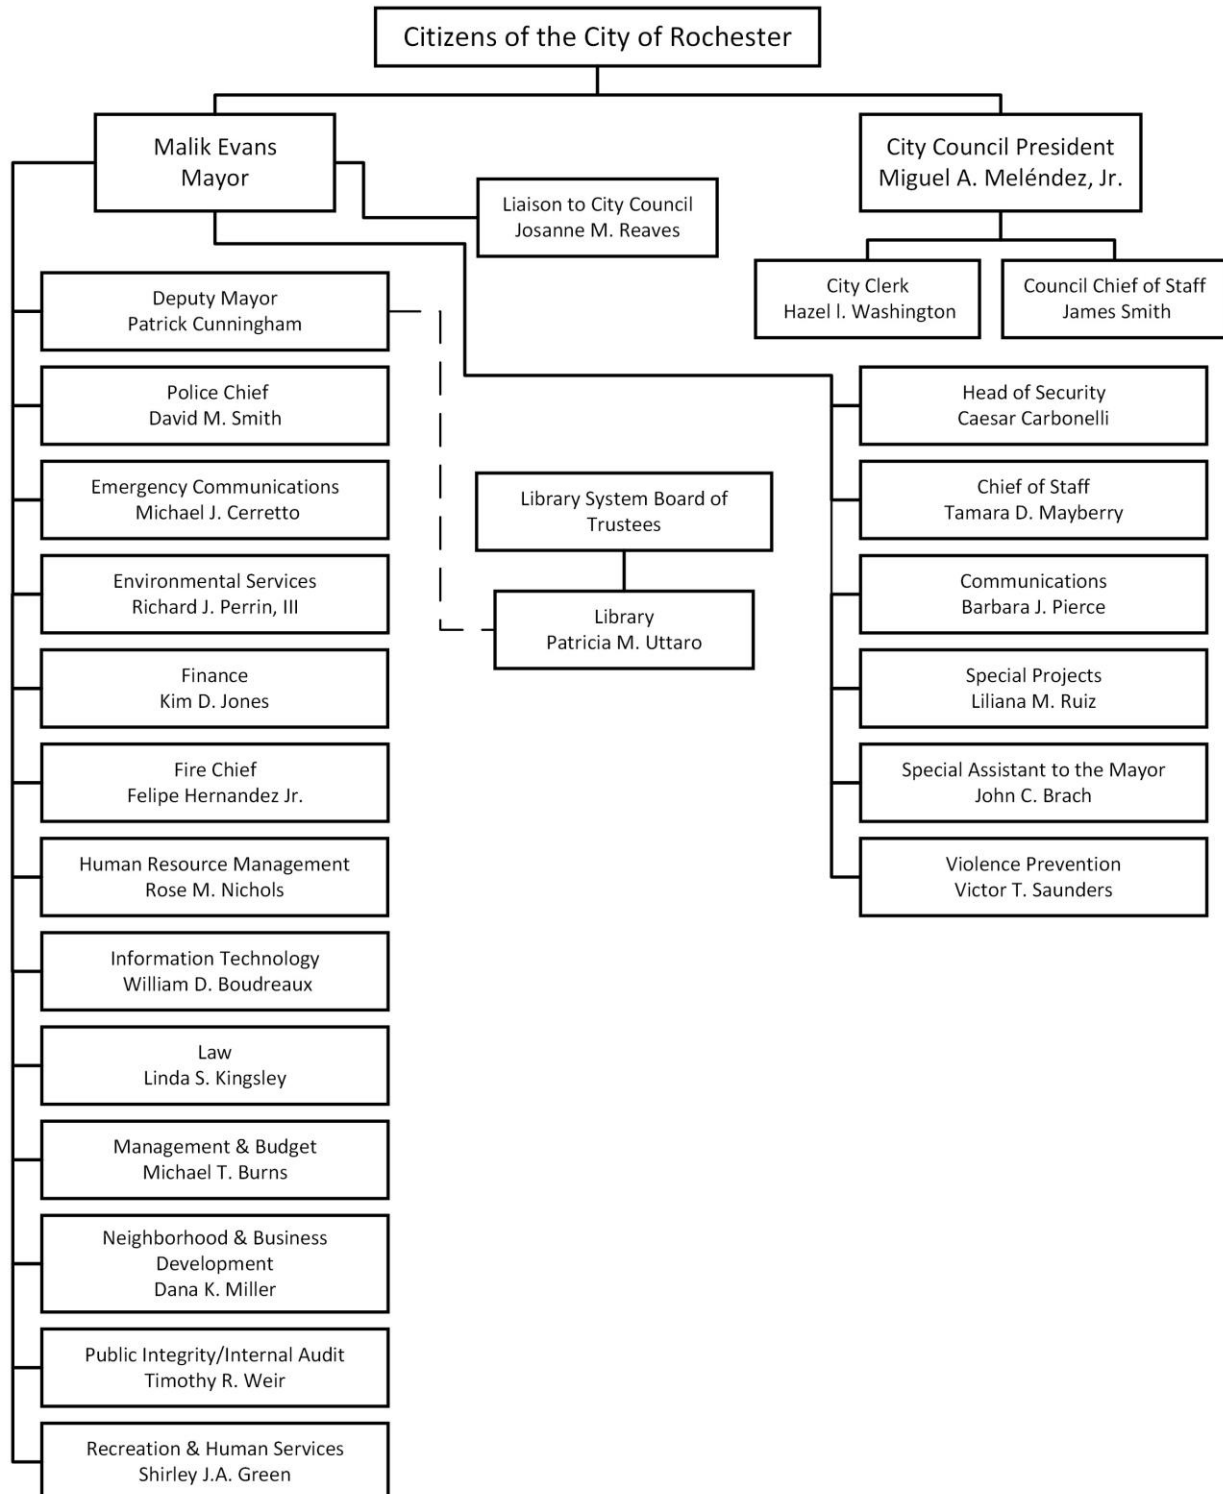 Citizens of the City of Rochester
Malik Evans
Mayor
City Council President
Miguel A. Meléndez, Jr.
Liaison to City Council
Josanne M. Reaves
City Clerk
Hazel l. Washington
Council Chief of Staff
James Smith
Deputy Mayor
Patrick Cunningham
Police Chief
David M. Smith
Emergency Communications
Michael J. Cerretto
Environmental Services
Richard J. Perrin, III
Finance
Kim D. Jones
Fire Chief
Felipe Hernandez Jr.
Human Resource Management
Rose M. Nichols
Information Technology
William D. Boudreaux
Law
Linda S. Kingsley
Management & Budget
Michael T. Burns
Neighborhood & Business
Development
Dana K. Miller
Public Integrity/Internal Audit
Timothy R. Weir
Recreation & Human Services
Shirley J.A. Green
Library System Board of
Trustees
Library
Patricia M. Uttaro
Head of Security
Caesar Carbonelli
Chief of Staff
Tamara D. Mayberry
Communications
Barbara J. Pierce
Special Projects
Liliana M. Ruiz
Special Assistant to the Mayor
John C. Brach
Violence Prevention
Victor T. Saunders